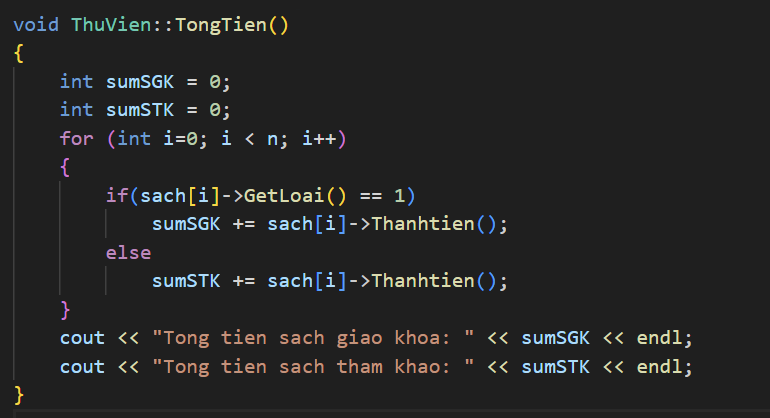 void ThuVien::TongTien()
{
    int sumSGK = 0;
    int sumSTK = 0;
    for (int i=0; i < n; i++)
    {
        if(sach[i]->GetLoai() == 1)
            sumSGK += sach[i]->Thanhtien();
        else
            sumSTK += sach[i]->Thanhtien();
    }
    cout << "Tong tien sach giao khoa: " << sumSGK << endl;
    cout << "Tong tien sach tham khao: " << sumSTK << endl;
}